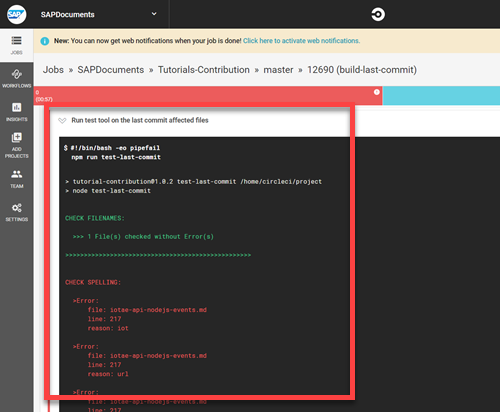 SAP
SAPDocuments
JOBS
New: You can now get web notifications when your job is done! Click here to activate web notifications.
Jobs » SAPDocuments » Tutorials-Contribution » master » 12690 (build-last-commit)
WORKFLOWS
INSIGHTS
ADD
PROJECTS
TEAM
SETTINGS
0
(00:57)
Run test tool on the last commit affected files
$ #!/bin/bash -eo pipefail
npm run test-last-commit
> tutorial-contribution@1.0.2 test-last-commit /home/circleci/project
> node test-last-commit
CHECK FILENAMES:
>>> 1 File(s) checked without Error(s)
>>>>>>>>>>>>>>>>>>>>>>>>>>>>>>>>>>>>>>>>>>>>>>>>>>
CHECK SPELLING:
>Error:
file: iotae-api-nodejs-events.md
line: 217
reason: iot
>Error:
file: iotae-api-nodejs-events.md
line: 217
reason: url
>Error:
file: iotae-api-nodejs-events.md
line: 217